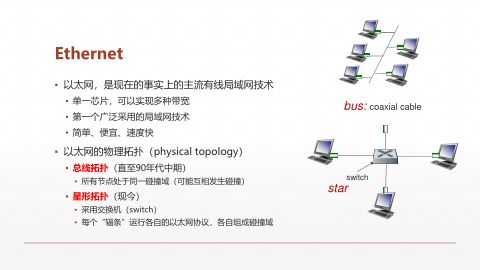 Ethernet
以太网，是现在的事实上的主流有线局域网技术
单一芯片，可以实现多种带宽
第一个广泛采用的局域网技术
简单、便宜、速度快
以太网的物理拓扑（physical topology）
总线拓扑（直至90年代中期）
所有节点处于同一碰撞域（可能互相发生碰撞）
星形拓扑（现今）
采用交换机（switch）
每个“辐条”运行各自的以太网协议，各自组成碰撞域
bus: coaxial cable
switch
star